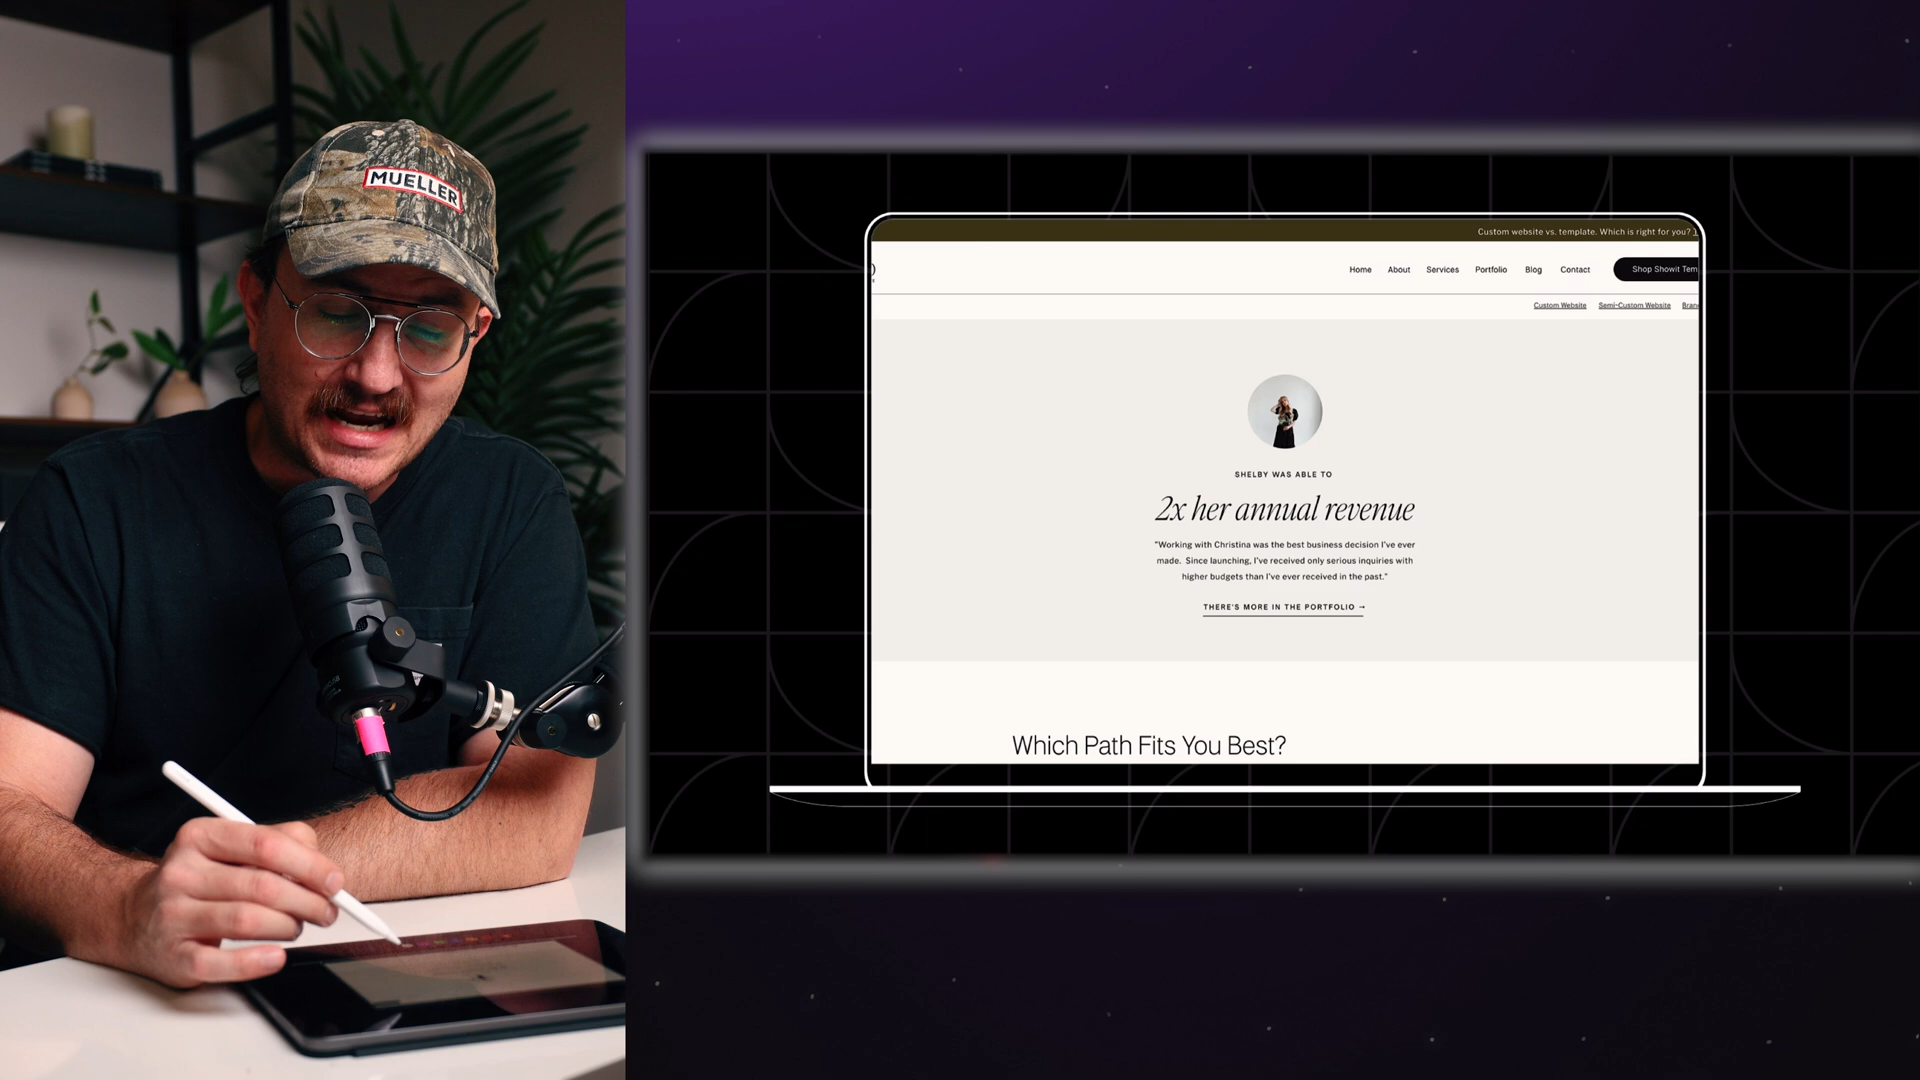 MUELLER
Custom website vs. template. Which is right for you?
Home About Services Portfolio Blog Contact Shop Showit Tem
Custom Website Semi-Custom Website Bran
SHELBY WAS ABLE TO
2x her annual revenue
"Working with Christina was the best business decision I've ever
made. Since launching, I've received only serious inquiries with
higher budgets than I've ever received in the past."
THERE'S MORE IN THE PORTFOLIO →
Which Path Fits You Best?